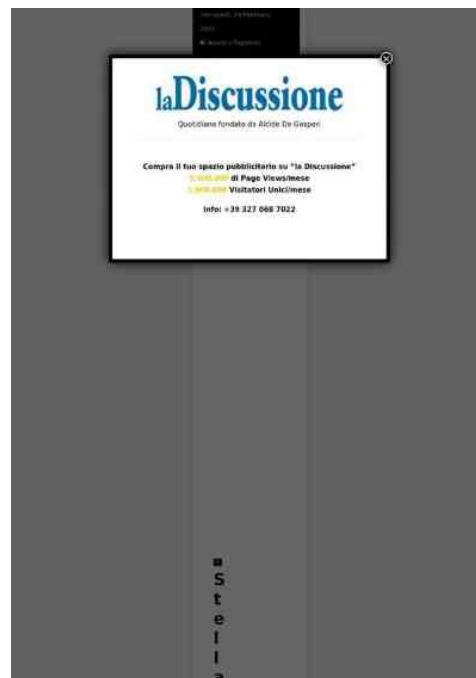 laDiscussione
Quotidiano fondato da Alcide De Gasperi
Compra il tuo spazio pubblicitario su "la Discussione"
di Page Views/mese
Visitatori Unici/mese
Info: +39 327 068 7022
S
t
e
l
l
a